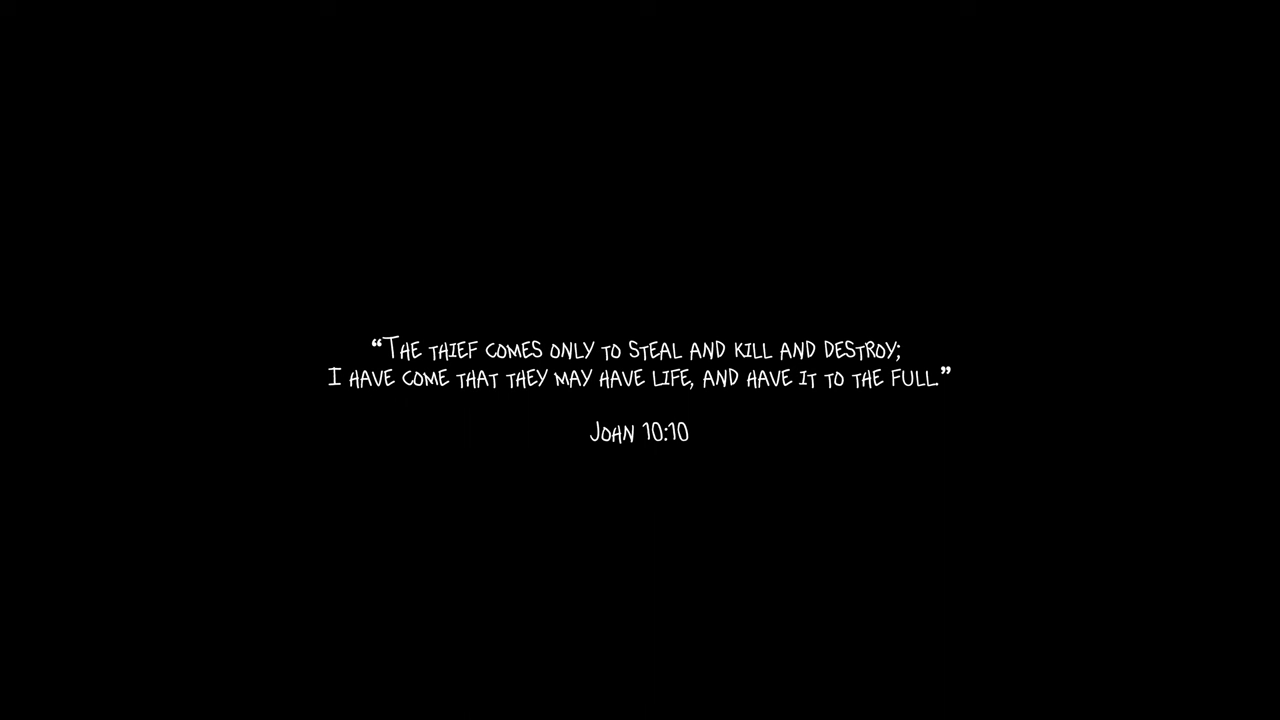 “The thief comes only to steal and kill and destroy;
I have come that they may have life, and have it to the full.”
John 10:10